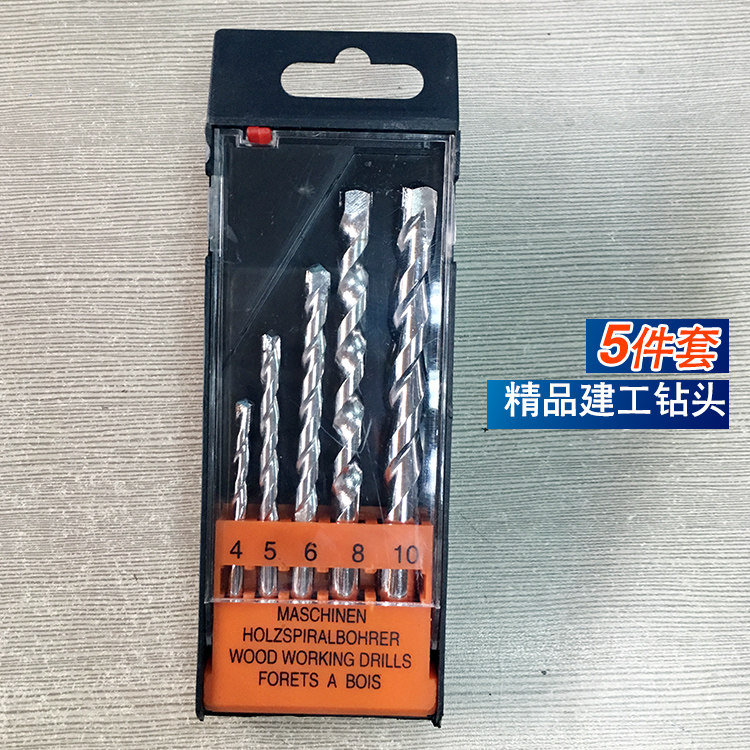 5件套
精品建工钻头
4 5 6 8 10
MASCHINEN
HOLZSPIRALBOHRER
WOOD WORKING DRILLS
FORETS A BOIS